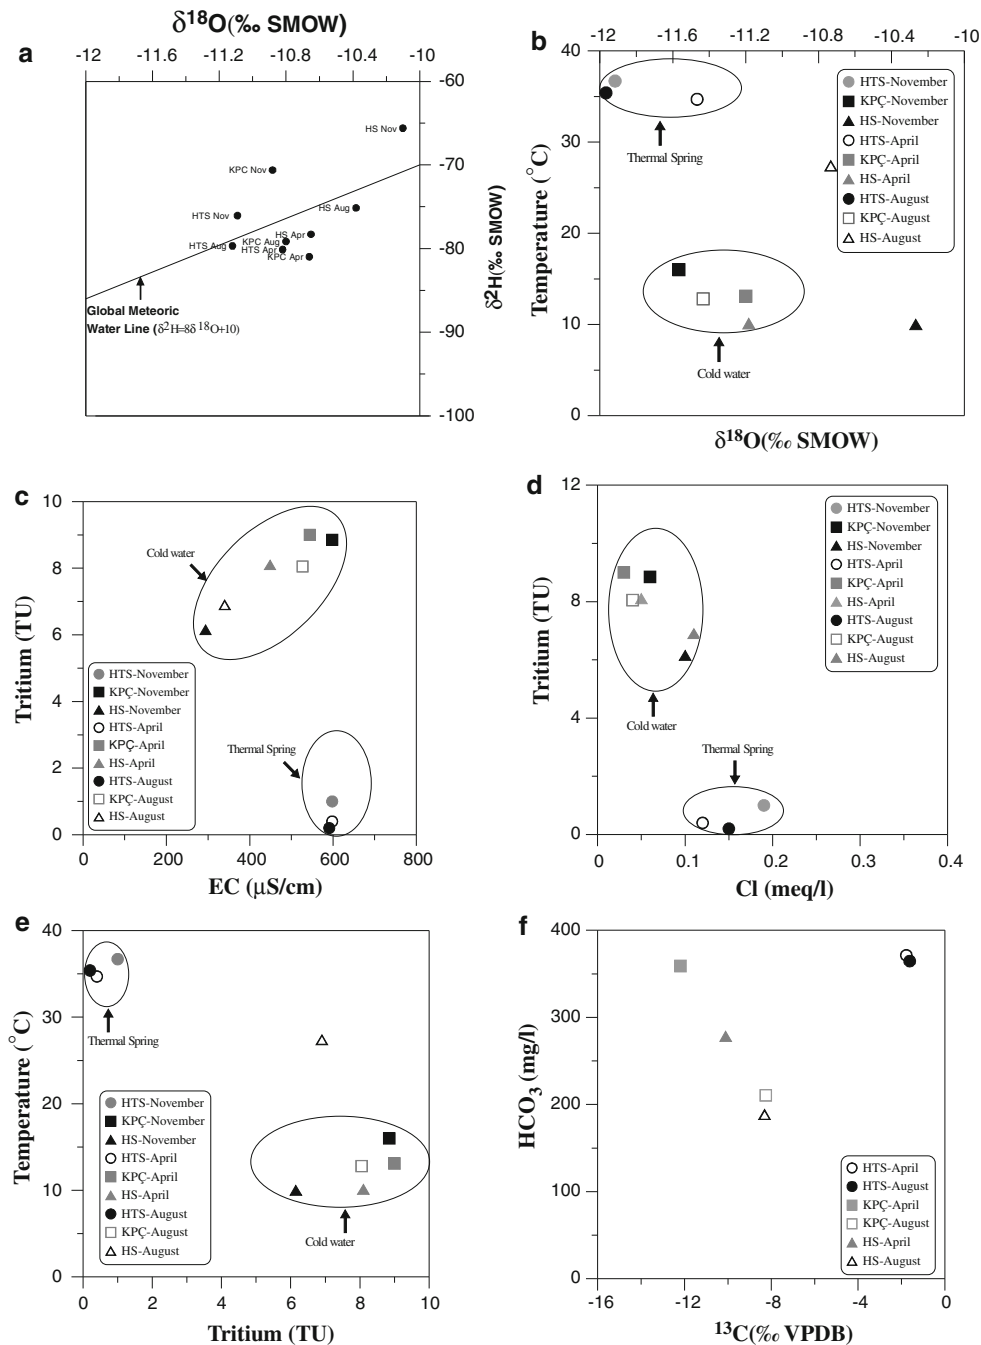 δ18O(‰ SMOW)
a
-12 -11.6 -11.2 -10.8 -10.4 -10
-60
-70
-80
-90
-100
HS Nov
KPC Nov
HS Aug
HTS Nov
HS Apr
KPC Aug
HTS Aug
HTS Apr
KPC Apr
δ2H(‰ SMOW)
Global Meteoric
Water Line (δ2H=8δ18O+10)
b
-12 -11.6 -11.2 -10.8 -10.4 -10
40
30
20
10
0
Temperature (°C)
Thermal Spring
Cold water
HTS-November
KPÇ-November
HS-November
HTS-April
KPÇ-April
HS-April
HTS-August
KPÇ-August
HS-August
δ18O(‰ SMOW)
c
10
8
6
4
2
0
Tritium (TU)
Cold water
Thermal Spring
HTS-November
KPÇ-November
HS-November
HTS-April
KPÇ-April
HS-April
HTS-August
KPÇ-August
HS-August
0 200 400 600 800
EC (µS/cm)
d
12
8
4
0
Tritium (TU)
Cold water
Thermal Spring
HTS-November
KPÇ-November
HS-November
HTS-April
KPÇ-April
HS-April
HTS-August
KPÇ-August
HS-August
0 0.1 0.2 0.3 0.4
Cl (meq/l)
e
40
30
20
10
0
Temperature (°C)
Thermal Spring
Cold water
HTS-November
KPÇ-November
HS-November
HTS-April
KPÇ-April
HS-April
HTS-August
KPÇ-August
HS-August
0 2 4 6 8 10
Tritium (TU)
f
400
300
200
100
0
HCO3 (mg/l)
HTS-April
HTS-August
KPÇ-April
KPÇ-August
HS-April
HS-August
-16 -12 -8 -4 0
13C(‰ VPDB)